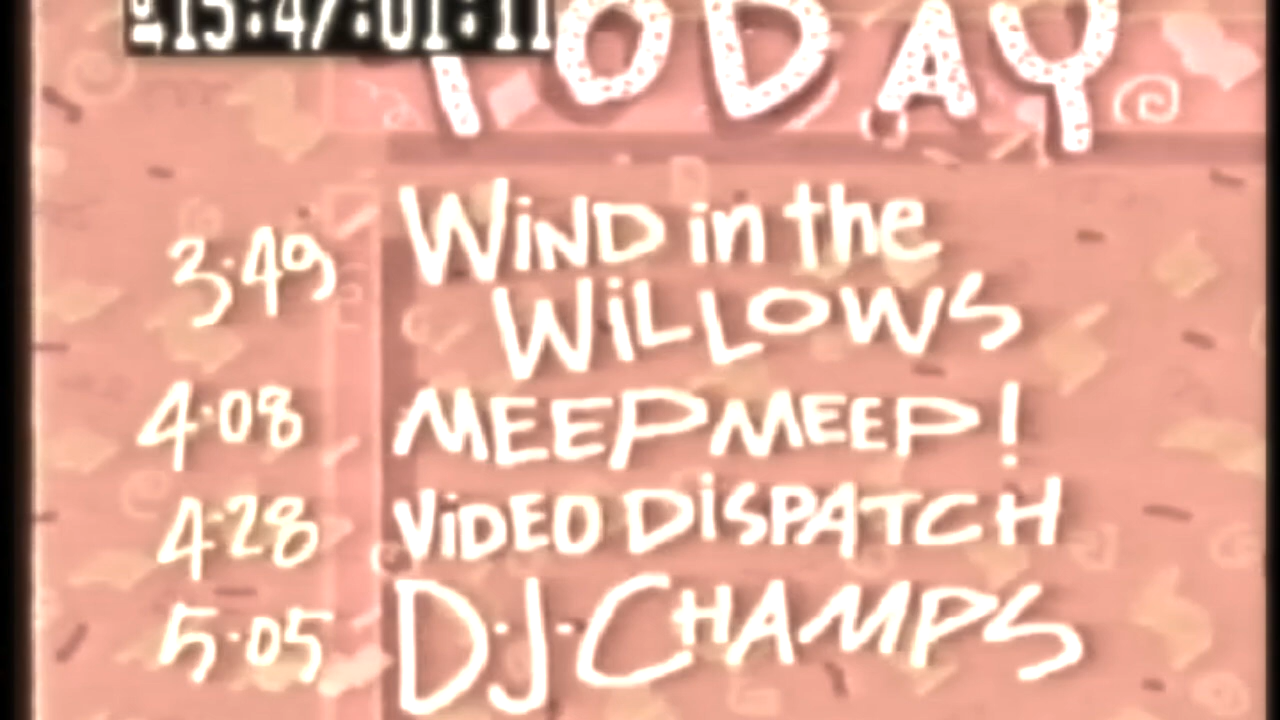 15:47:01:11
TODAY
3·49 WiND in the
WiLLOWS
4·08 MEEPMEEP!
4·28 ViDEO DiSPATCH
5·05 D·J·CHAMPS